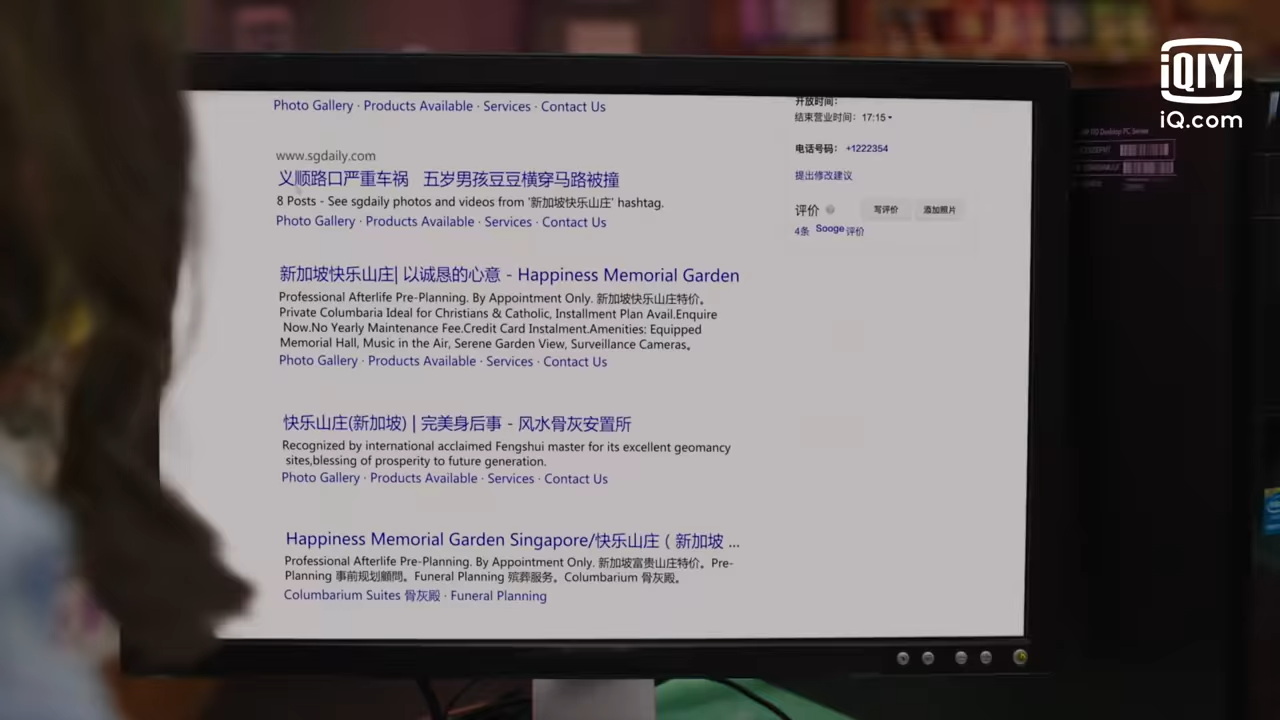 iQIYI
iQ.com
Photo Gallery · Products Available · Services · Contact Us
www.sgdaily.com
义顺路口严重车祸 五岁男孩豆豆横穿马路被撞
8 Posts - See sgdaily photos and videos from '新加坡快乐山庄' hashtag.
Photo Gallery · Products Available · Services · Contact Us
新加坡快乐山庄| 以诚恳的心意 - Happiness Memorial Garden
Professional Afterlife Pre-Planning. By Appointment Only. 新加坡快乐山庄特价。
Private Columbaria Ideal for Christians & Catholic, Installment Plan Avail.Enquire
Now.No Yearly Maintenance Fee.Credit Card Instalment.Amenities: Equipped
Memorial Hall, Music in the Air, Serene Garden View, Surveillance Cameras。
Photo Gallery · Products Available · Services · Contact Us
快乐山庄(新加坡) | 完美身后事 - 风水骨灰安置所
Recognized by international acclaimed Fengshui master for its excellent geomancy
sites,blessing of prosperity to future generation.
Photo Gallery · Products Available · Services · Contact Us
Happiness Memorial Garden Singapore/快乐山庄（新加坡 ...
Professional Afterlife Pre-Planning. By Appointment Only. 新加坡富贵山庄特价。Pre-
Planning 事前规划顧問。Funeral Planning 殡葬服务。Columbarium 骨灰殿。
Columbarium Suites 骨灰殿 · Funeral Planning
开放时间：
结束营业时间：17:15
电话号码： +1222354
提出修改建议
评价
写评价
添加照片
4条 Sooge 评价
Desktop PC Series